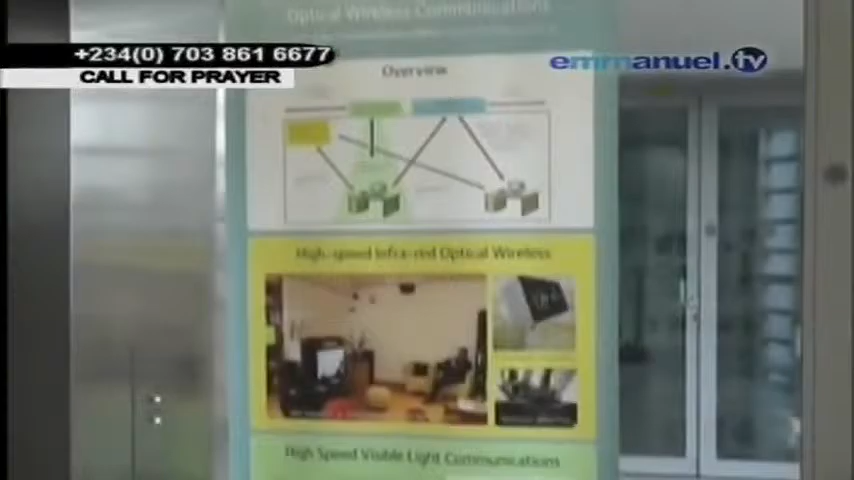 Optical Wireless Communications
+234(0) 703 861 6677
CALL FOR PRAYER
emmanuel.tv
Overview
High-speed Infra-red Optical Wireless
High Speed Visible Light Communications